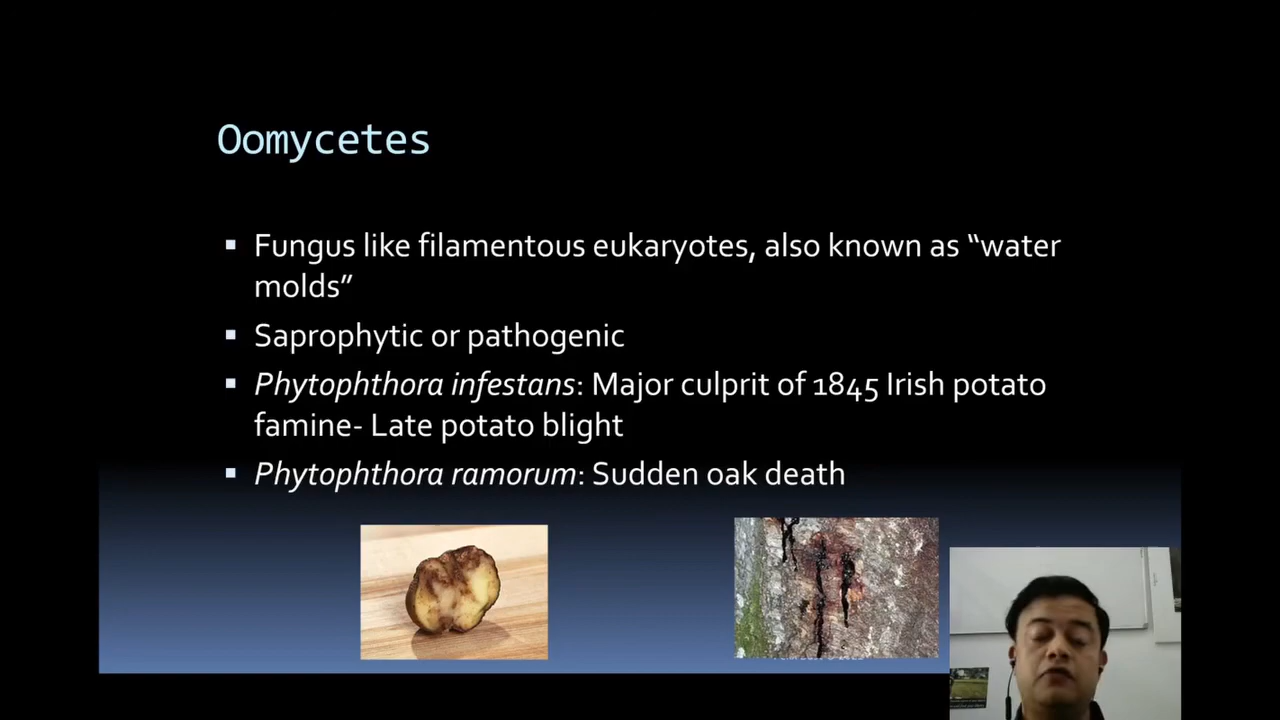 Oomycetes
▪ Fungus like filamentous eukaryotes, also known as “water
molds”
▪ Saprophytic or pathogenic
▪ Phytophthora infestans: Major culprit of 1845 Irish potato
famine- Late potato blight
▪ Phytophthora ramorum: Sudden oak death